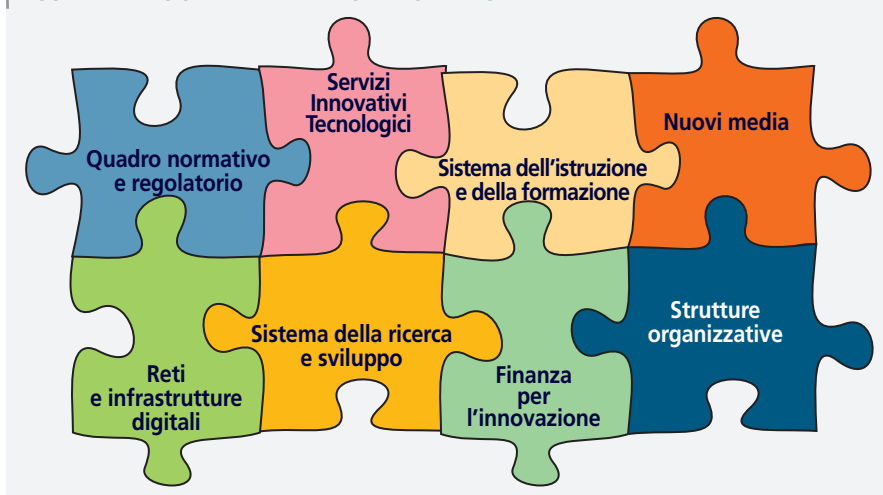 Quadro normativo
e regolatorio
Servizi
Innovativi
Tecnologici
Sistema dell'istruzione
e della formazione
Nuovi media
Reti
e infrastrutture
digitali
Sistema della ricerca
e sviluppo
Finanza
per
l'innovazione
Strutture
organizzative